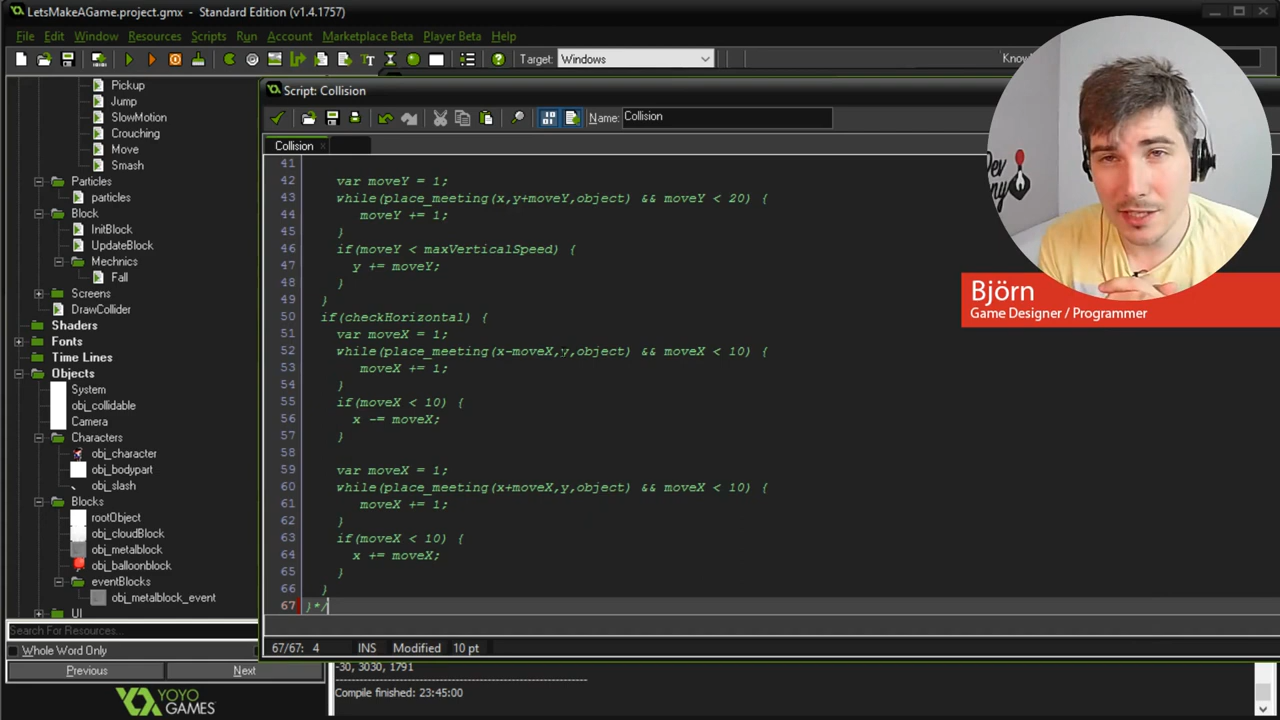 LetsMakeAGame.project.gmx - Standard Edition (v1.4.1757)
File Edit Window Resources Scripts Run Account Marketplace Beta Player Beta Help
Target: Windows
Pickup
Jump
SlowMotion
Crouching
Move
Smash
Particles
particles
Block
InitBlock
UpdateBlock
Mechnics
Fall
Screens
DrawCollider
Shaders
Fonts
Time Lines
Objects
System
obj_collidable
Camera
Characters
obj_character
obj_bodypart
obj_slash
Blocks
rootObject
obj_cloudBlock
obj_metalblock
obj_balloonblock
eventBlocks
obj_metalblock_event
UI
Search For Resources...
Whole Word Only
Previous Next
YOYO
GAMES
Script: Collision
Name: Collision
Collision
41
42 var moveY = 1;
43 while(place_meeting(x,y+moveY,object) && moveY < 20) {
44 moveY += 1;
45 }
46 if(moveY < maxVerticalSpeed) {
47 y += moveY;
48 }
49 }
50 if(checkHorizontal) {
51 var moveX = 1;
52 while(place_meeting(x-moveX,y,object) && moveX < 10) {
53 moveX += 1;
54 }
55 if(moveX < 10) {
56 x -= moveX;
57 }
58
59 var moveX = 1;
60 while(place_meeting(x+moveX,y,object) && moveX < 10) {
61 moveX += 1;
62 }
63 if(moveX < 10) {
64 x += moveX;
65 }
66 }
67 }*/
67/67: 4 INS Modified 10 pt
-30, 3030, 1791
Compile finished: 23:45:00
Björn
Game Designer / Programmer